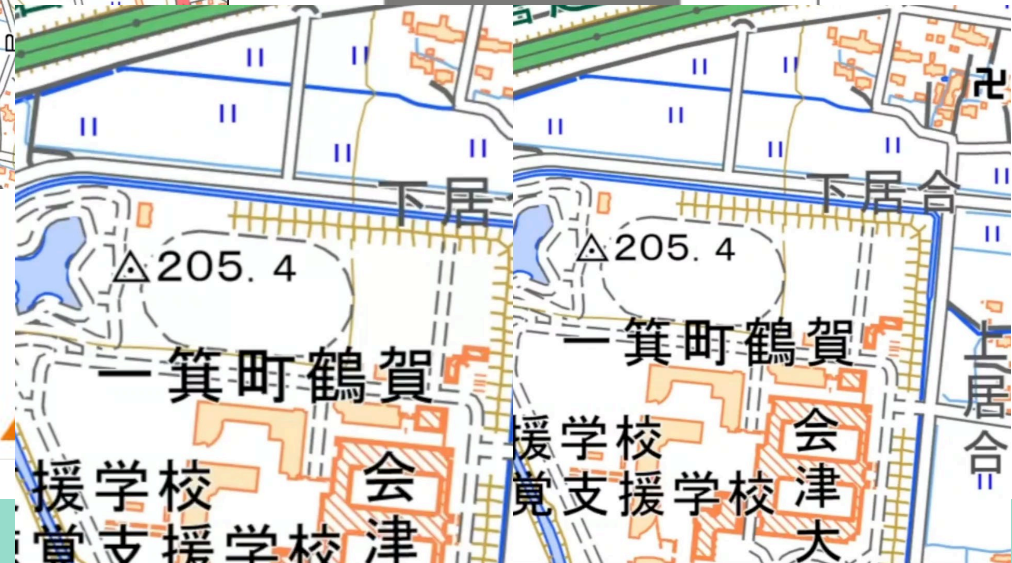 下居
205.4
一箕町鶴賀
援学校
覚支援学校
会
津
下居合
205.4
一箕町鶴賀
上居合
援学校
覚支援学校
会
津
大